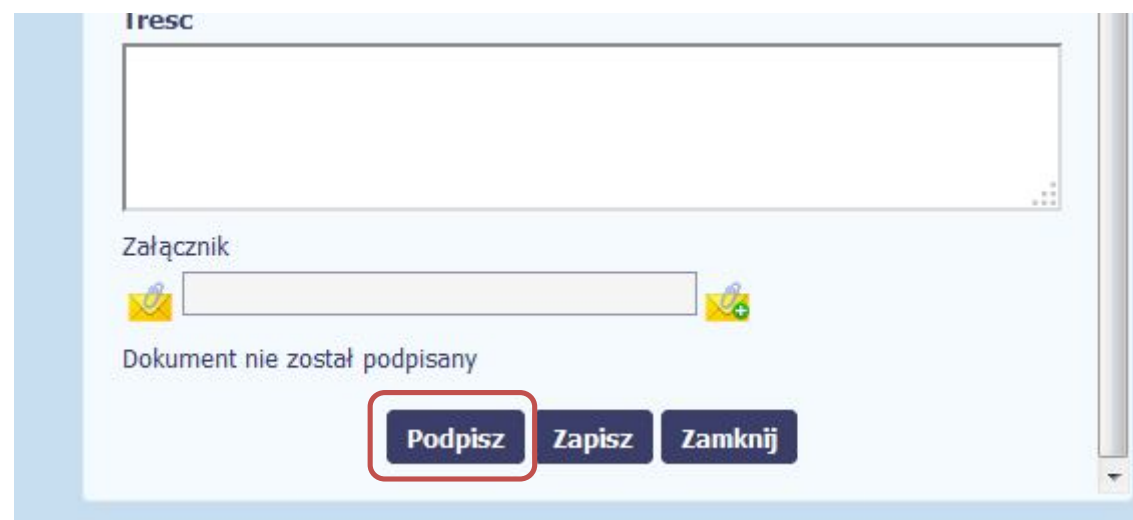 Treść
Załącznik
Dokument nie został podpisany
Podpisz Zapisz Zamknij